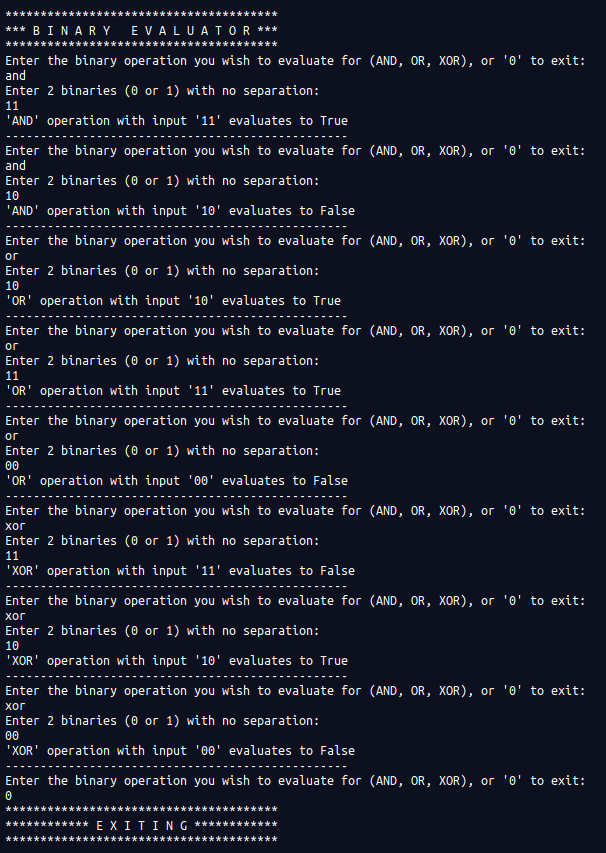 ***************************************
*** B I N A R Y   E V A L U A T O R ***
***************************************
Enter the binary operation you wish to evaluate for (AND, OR, XOR), or '0' to exit:
and
Enter 2 binaries (0 or 1) with no separation:
11
'AND' operation with input '11' evaluates to True
-------------------------------------------------
Enter the binary operation you wish to evaluate for (AND, OR, XOR), or '0' to exit:
and
Enter 2 binaries (0 or 1) with no separation:
10
'AND' operation with input '10' evaluates to False
-------------------------------------------------
Enter the binary operation you wish to evaluate for (AND, OR, XOR), or '0' to exit:
or
Enter 2 binaries (0 or 1) with no separation:
10
'OR' operation with input '10' evaluates to True
-------------------------------------------------
Enter the binary operation you wish to evaluate for (AND, OR, XOR), or '0' to exit:
or
Enter 2 binaries (0 or 1) with no separation:
11
'OR' operation with input '11' evaluates to True
-------------------------------------------------
Enter the binary operation you wish to evaluate for (AND, OR, XOR), or '0' to exit:
or
Enter 2 binaries (0 or 1) with no separation:
00
'OR' operation with input '00' evaluates to False
-------------------------------------------------
Enter the binary operation you wish to evaluate for (AND, OR, XOR), or '0' to exit:
xor
Enter 2 binaries (0 or 1) with no separation:
11
'XOR' operation with input '11' evaluates to False
-------------------------------------------------
Enter the binary operation you wish to evaluate for (AND, OR, XOR), or '0' to exit:
xor
Enter 2 binaries (0 or 1) with no separation:
10
'XOR' operation with input '10' evaluates to True
-------------------------------------------------
Enter the binary operation you wish to evaluate for (AND, OR, XOR), or '0' to exit:
xor
Enter 2 binaries (0 or 1) with no separation:
00
'XOR' operation with input '00' evaluates to False
-------------------------------------------------
Enter the binary operation you wish to evaluate for (AND, OR, XOR), or '0' to exit:
0
***************************************
************ E X I T I N G ************
***************************************